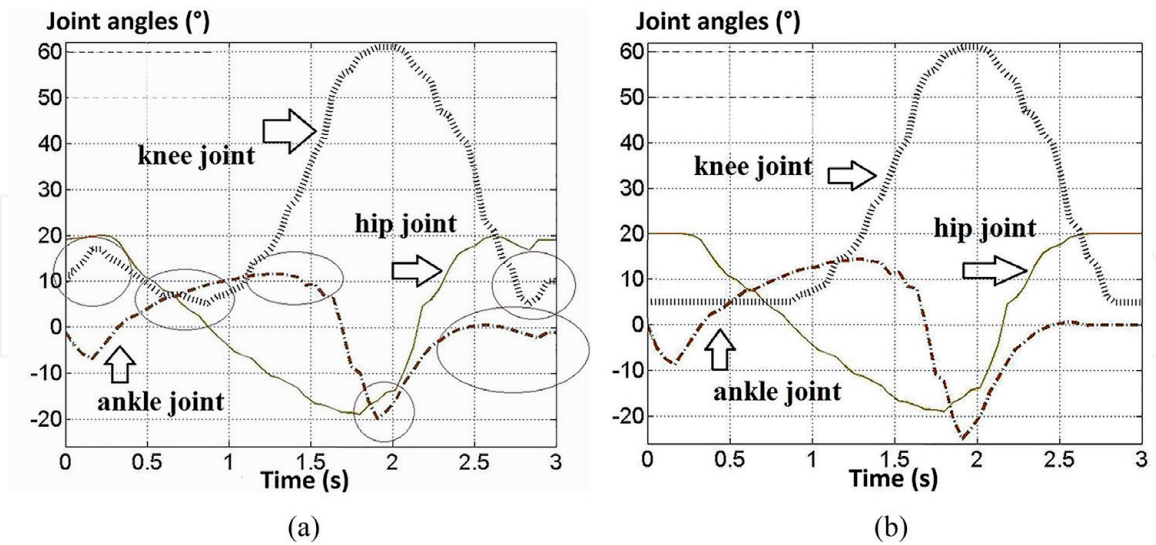 Joint angles (°)
60
50
40
30
20
10
0
-10
-20
knee joint
hip joint
ankle joint
0 0.5 1 1.5 2 2.5 3
Time (s)
(a)
Joint angles (°)
60
50
40
30
20
10
0
-10
-20
knee joint
hip joint
ankle joint
0 0.5 1 1.5 2 2.5 3
Time (s)
(b)